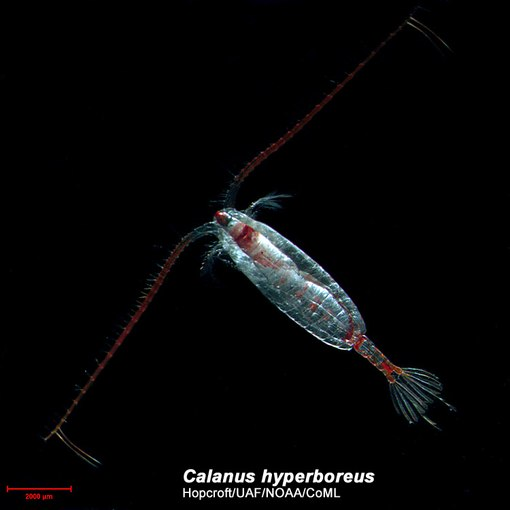 Calanus hyperboreus
Hopcroft/UAF/NOAA/CoML
2000 µm